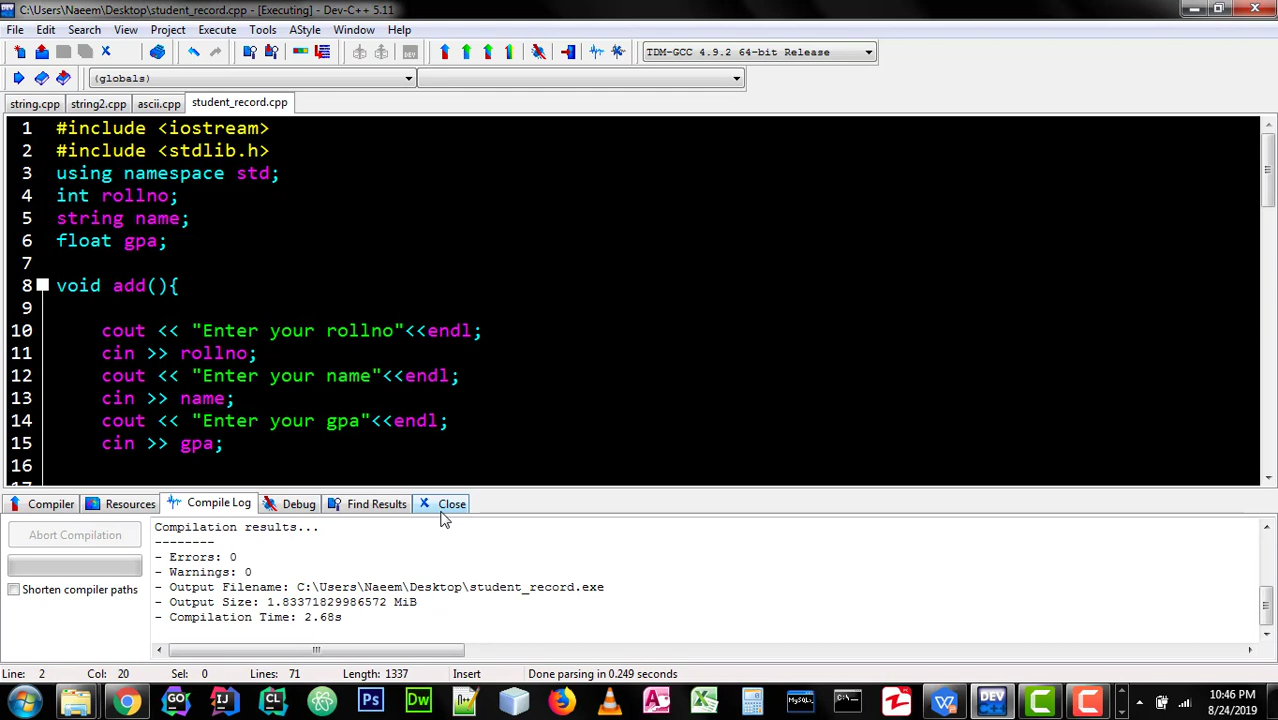 C:\Users\Naeem\Desktop\student_record.cpp - [Executing] - Dev-C++ 5.11
File Edit Search View Project Execute Tools AStyle Window Help
TDM-GCC 4.9.2 64-bit Release
(globals)
string.cpp string2.cpp ascii.cpp student_record.cpp
1 #include <iostream>
2 #include <stdlib.h>
3 using namespace std;
4 int rollno;
5 string name;
6 float gpa;
7
8 void add(){
9
10 cout << "Enter your rollno"<<endl;
11 cin >> rollno;
12 cout << "Enter your name"<<endl;
13 cin >> name;
14 cout << "Enter your gpa"<<endl;
15 cin >> gpa;
16
17
Compiler Resources Compile Log Debug Find Results Close
Abort Compilation
Shorten compiler paths
Compilation results...
--------
- Errors: 0
- Warnings: 0
- Output Filename: C:\Users\Naeem\Desktop\student_record.exe
- Output Size: 1.83371829986572 MiB
- Compilation Time: 2.68s
Line: 2 Col: 20 Sel: 0 Lines: 71 Length: 1337 Insert Done parsing in 0.249 seconds
GO IJ CL Ps Dw DEV
10:46 PM
8/24/2019